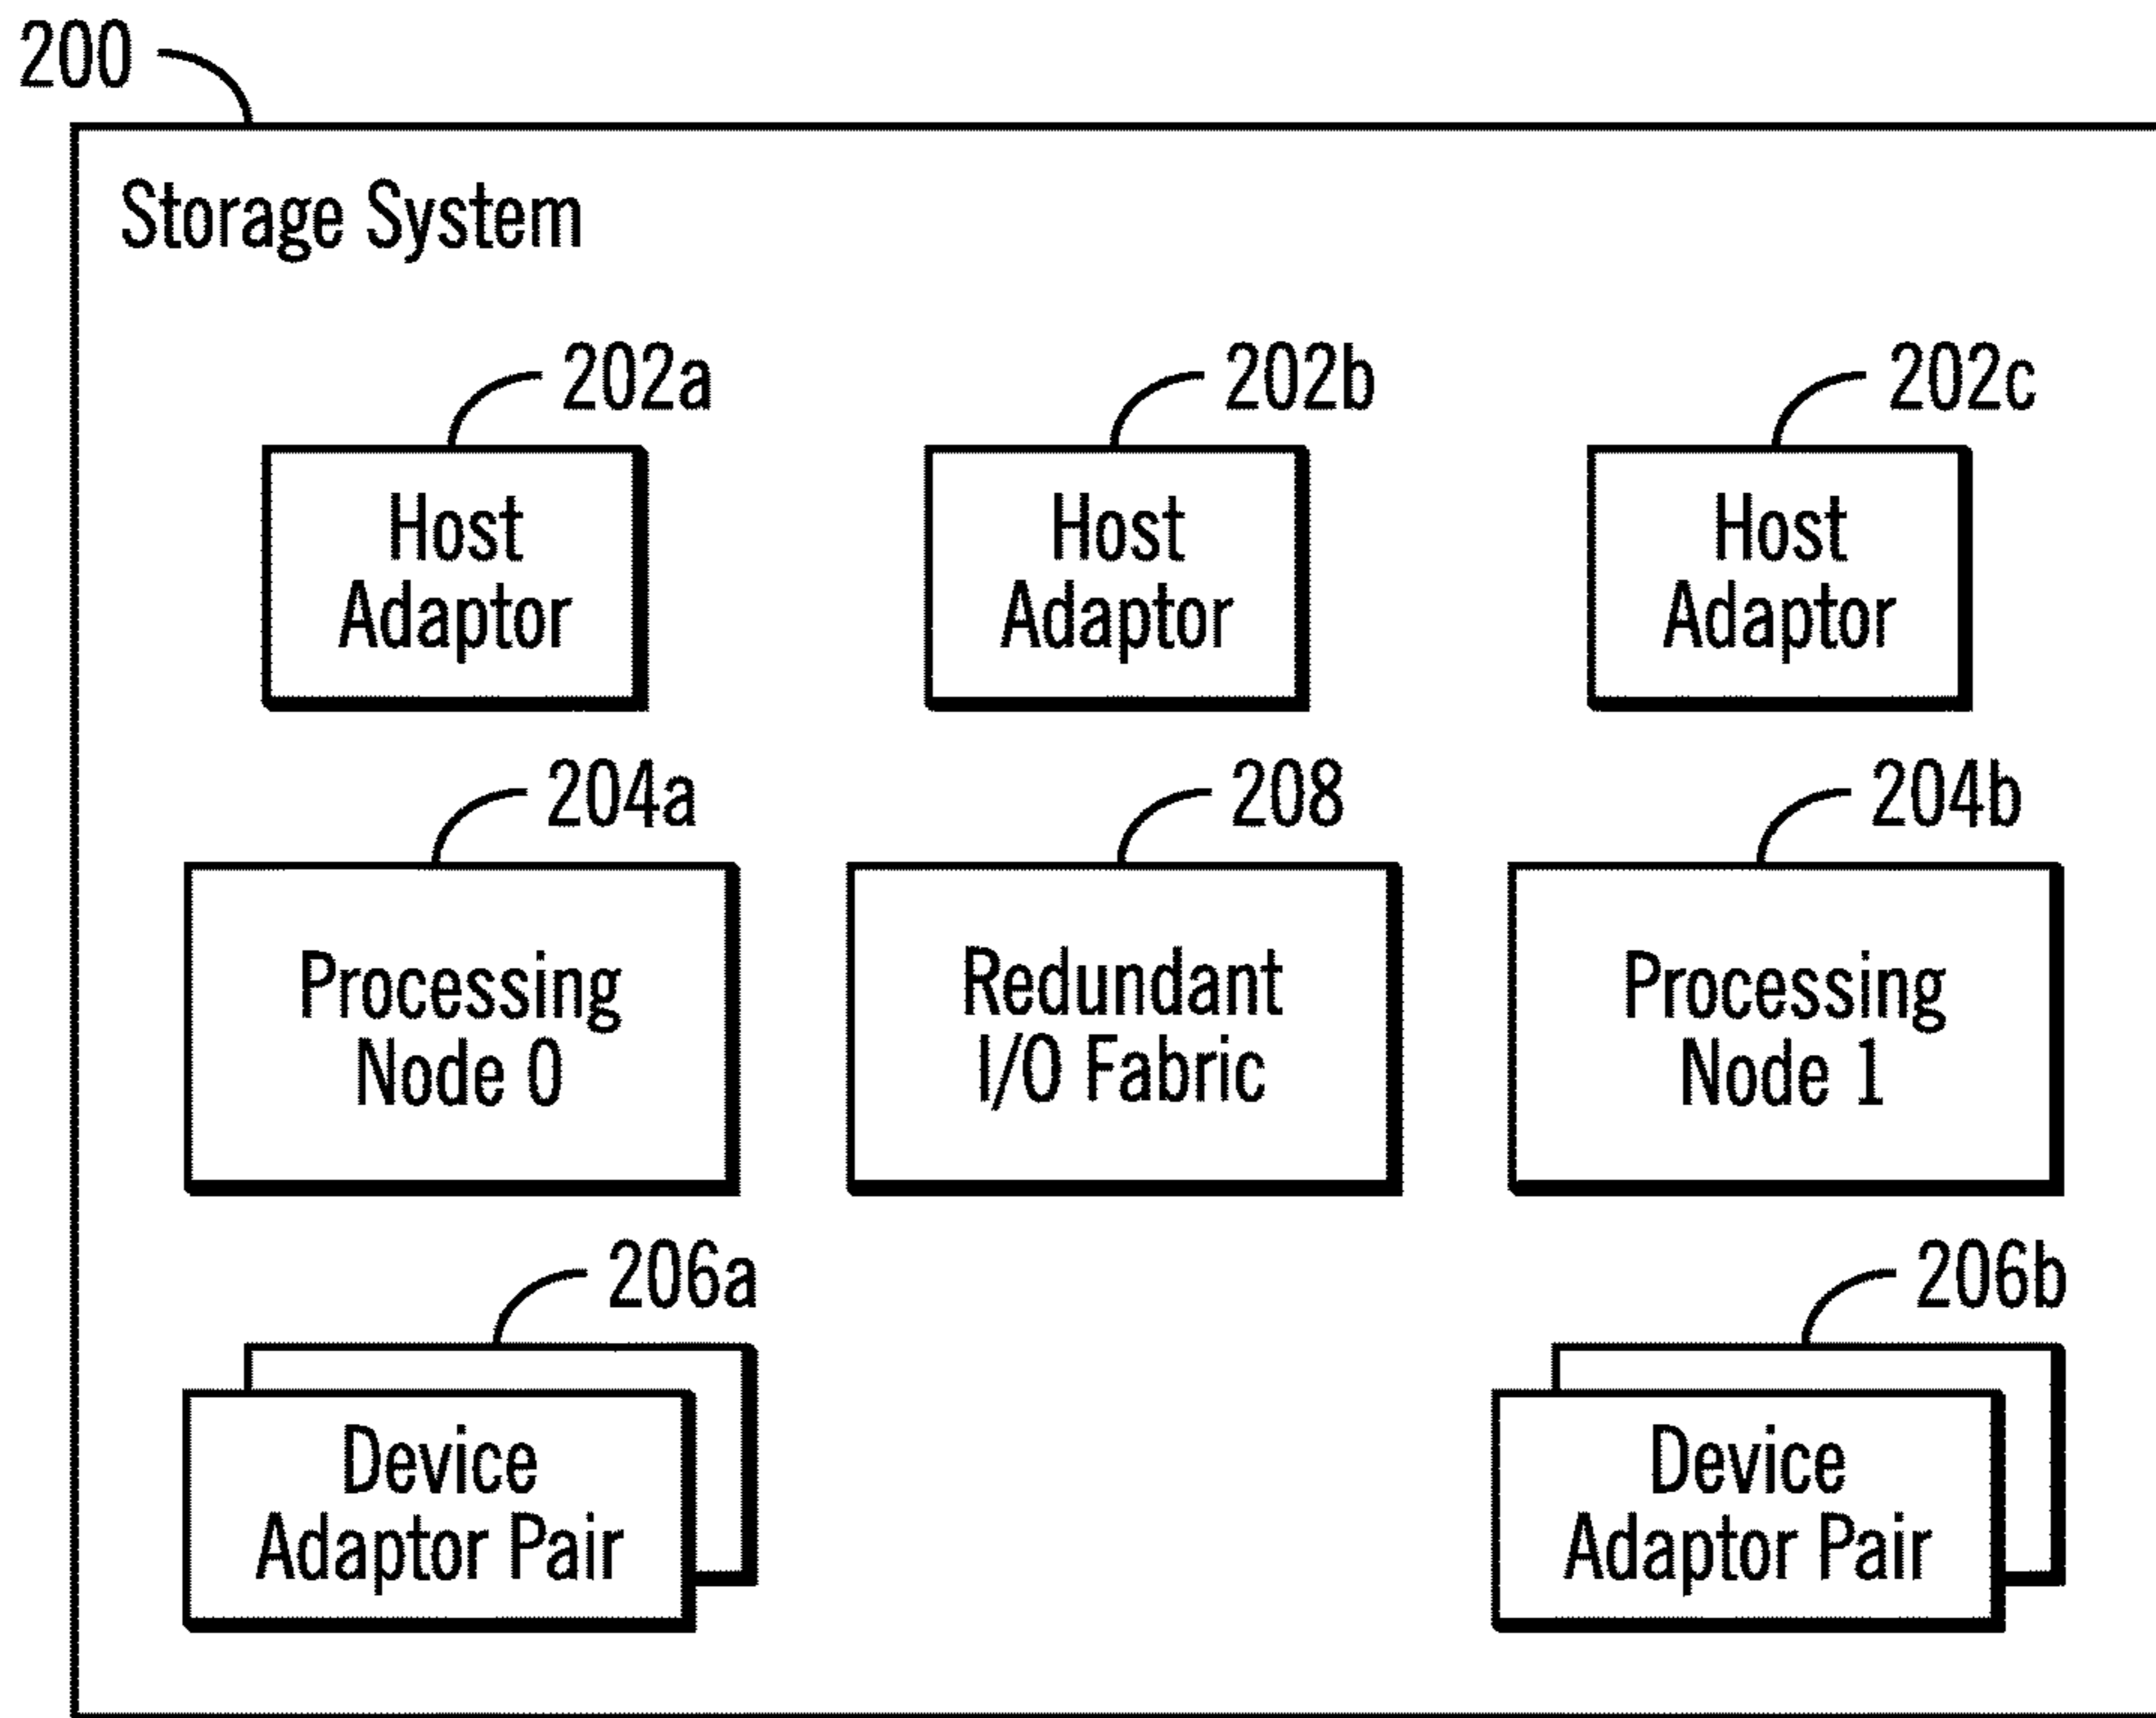 200
Storage System
202a
202b
202c
Host
Adaptor
Host
Adaptor
Host
Adaptor
204a
208
204b
Processing
Node 0
Redundant
I/O Fabric
Processing
Node 1
206a
206b
Device
Adaptor Pair
Device
Adaptor Pair